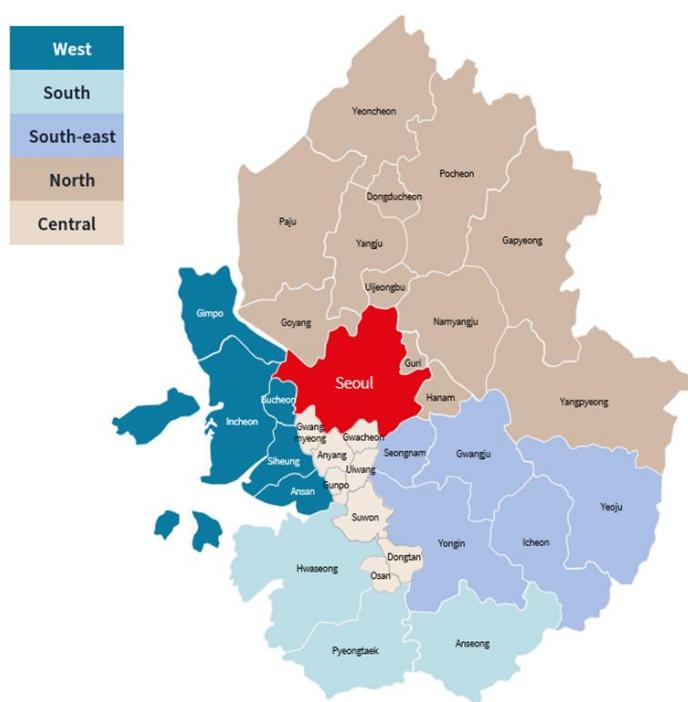 West
South
South-east
North
Central
Yeoncheon
Pocheon
Dongducheon
Paju
Yangju
Gapyeong
Uijeongbu
Gimpo
Goyang
Namyangju
Guri
Seoul
Bucheon
Hanam
Yangpyeong
Incheon
Gwang
myeong
Gwacheon
Anyang
Seongnam
Gwangju
Siheung
Uiwang
Gunpo
Ansan
Yeoju
Suwon
Yongin
Icheon
Dongtan
Hwaseong
Osan
Anseong
Pyeongtaek